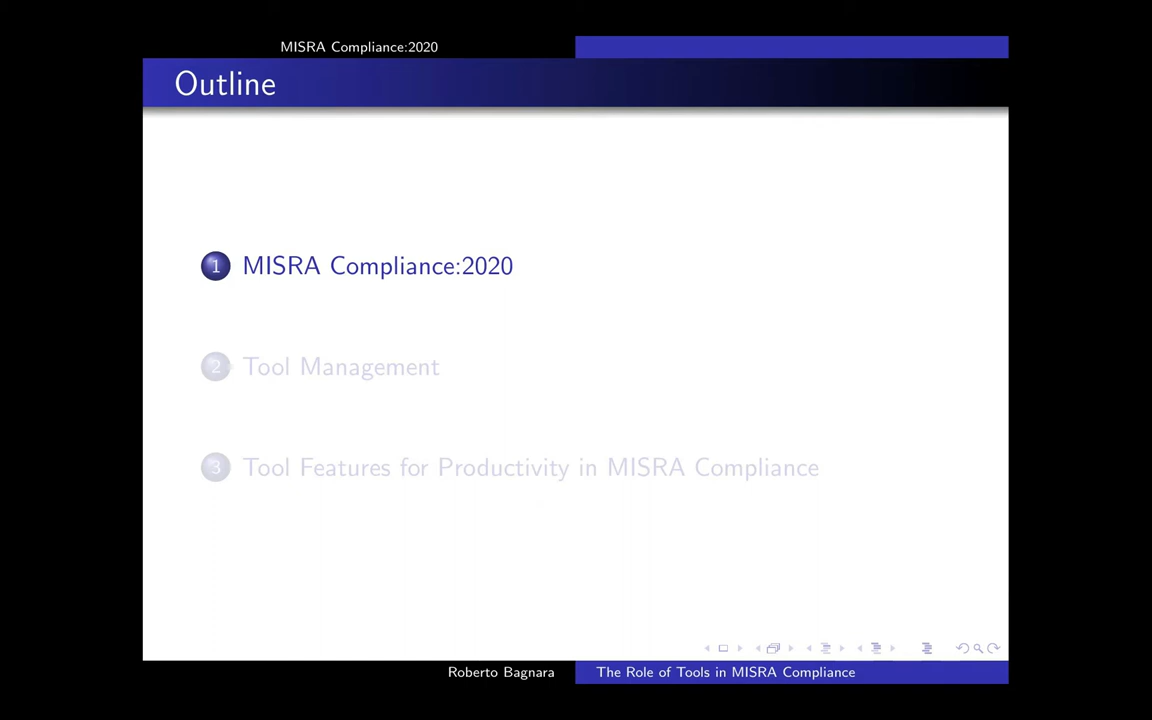 MISRA Compliance:2020
Outline
1 MISRA Compliance:2020
2 Tool Management
3 Tool Features for Productivity in MISRA Compliance
Roberto Bagnara The Role of Tools in MISRA Compliance